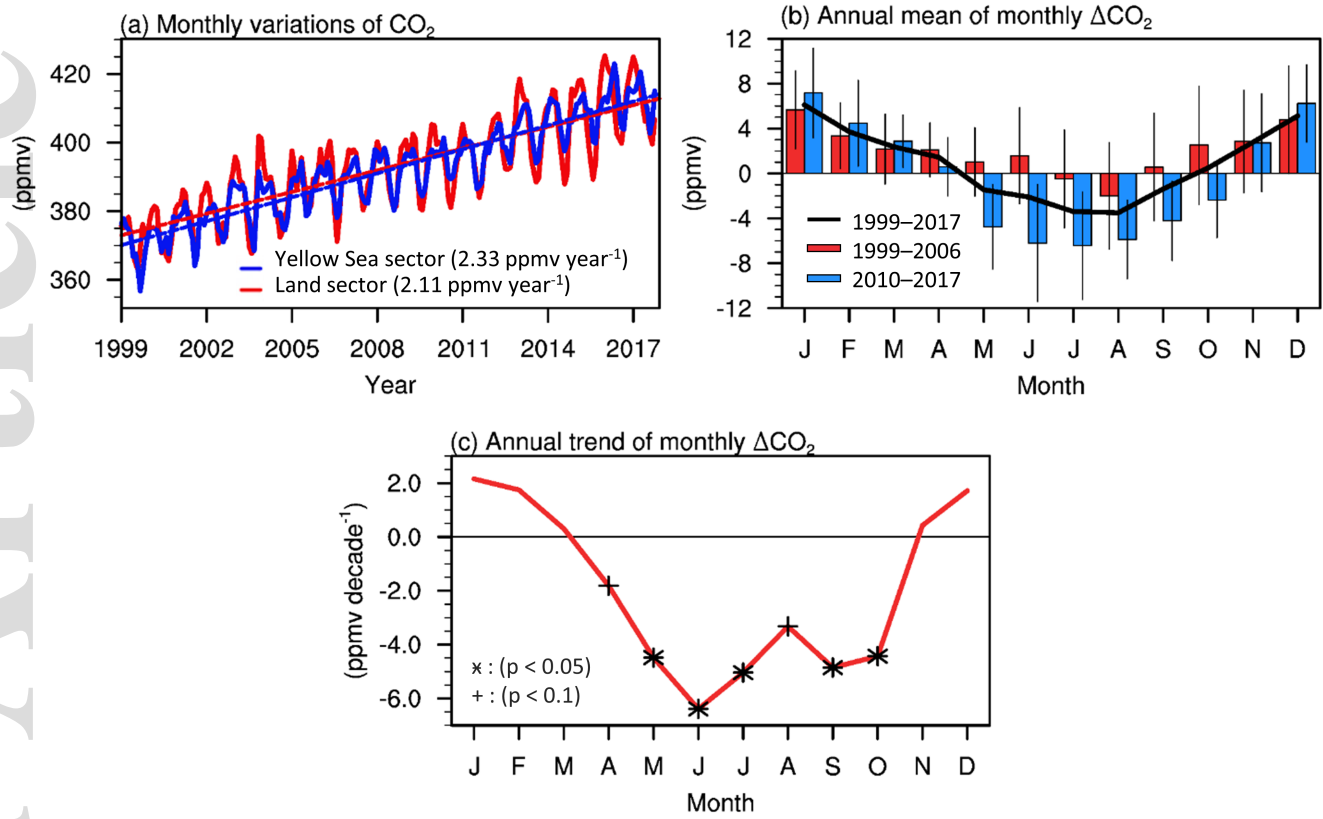 (a) Monthly variations of CO₂
420
400
380
360
(ppmv)
Yellow Sea sector (2.33 ppmv year⁻¹)
Land sector (2.11 ppmv year⁻¹)
1999 2002 2005 2008 2011 2014 2017
Year
(b) Annual mean of monthly ΔCO₂
12
8
4
0
-4
-8
-12
(ppmv)
1999–2017
1999–2006
2010–2017
J F M A M J J A S O N D
Month
(c) Annual trend of monthly ΔCO₂
2.0
0.0
-2.0
-4.0
-6.0
(ppmv decade⁻¹)
* : (p < 0.05)
+ : (p < 0.1)
J F M A M J J A S O N D
Month